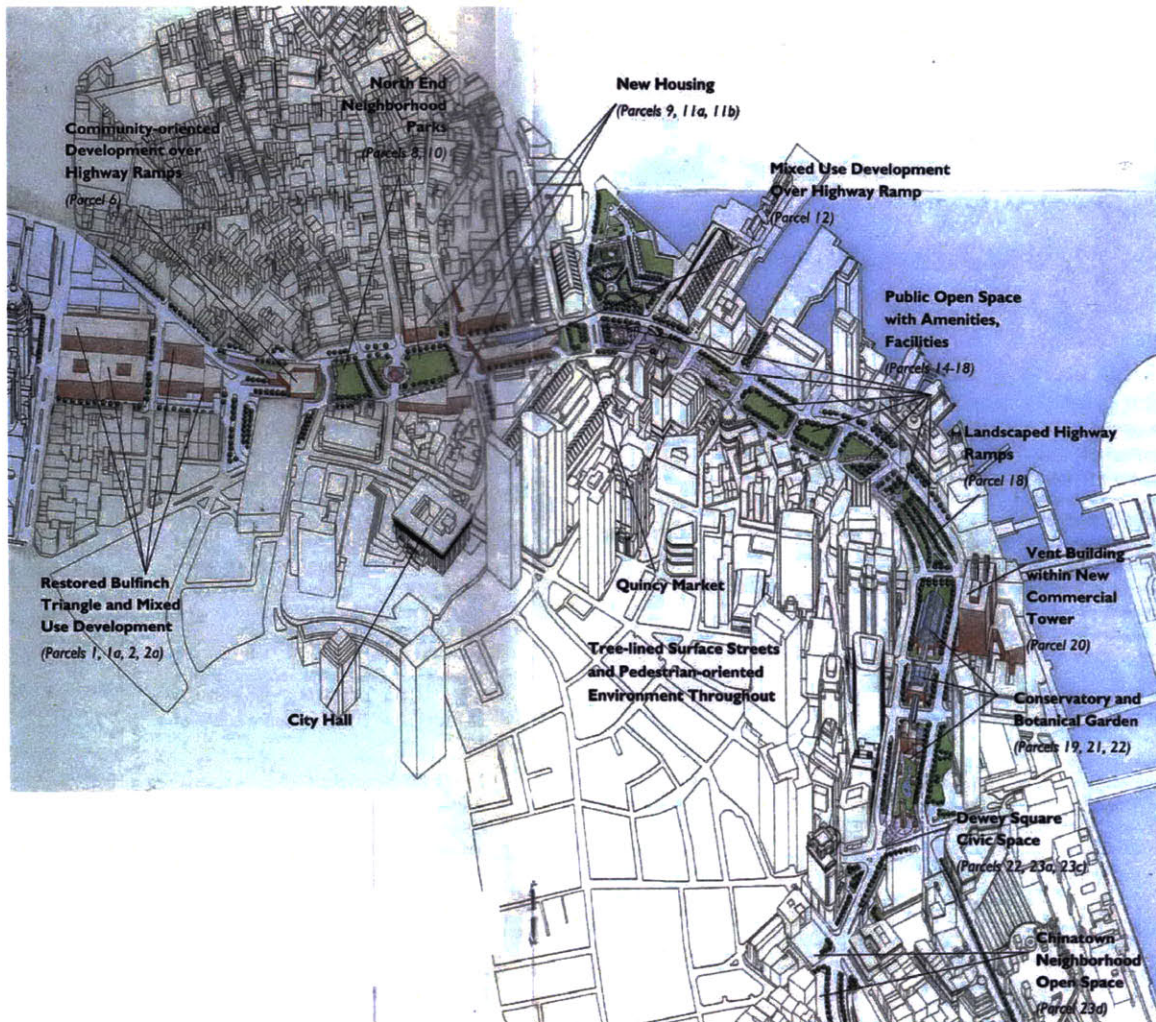 North End
Neighborhood
Parks
(Parcels 8, 10)
New Housing
(Parcels 9, 11a, 11b)
Community-oriented
Development over
Highway Ramps
(Parcel 6)
Mixed Use Development
Over Highway Ramp
(Parcel 12)
Public Open Space
with Amenities,
Facilities
(Parcels 14-18)
Landscaped Highway
Ramps
(Parcel 18)
Vent Building
within New
Commercial
Tower
(Parcel 20)
Restored Bulfinch
Triangle and Mixed
Use Development
(Parcels 1, 1a, 2, 2a)
Quincy Market
Tree-lined Surface Streets
and Pedestrian-oriented
Environment Throughout
City Hall
Conservatory and
Botanical Garden
(Parcels 19, 21, 22)
Dewey Square
Civic Space
(Parcels 22, 23a, 23c)
Chinatown
Neighborhood
Open Space
(Parcel 23d)